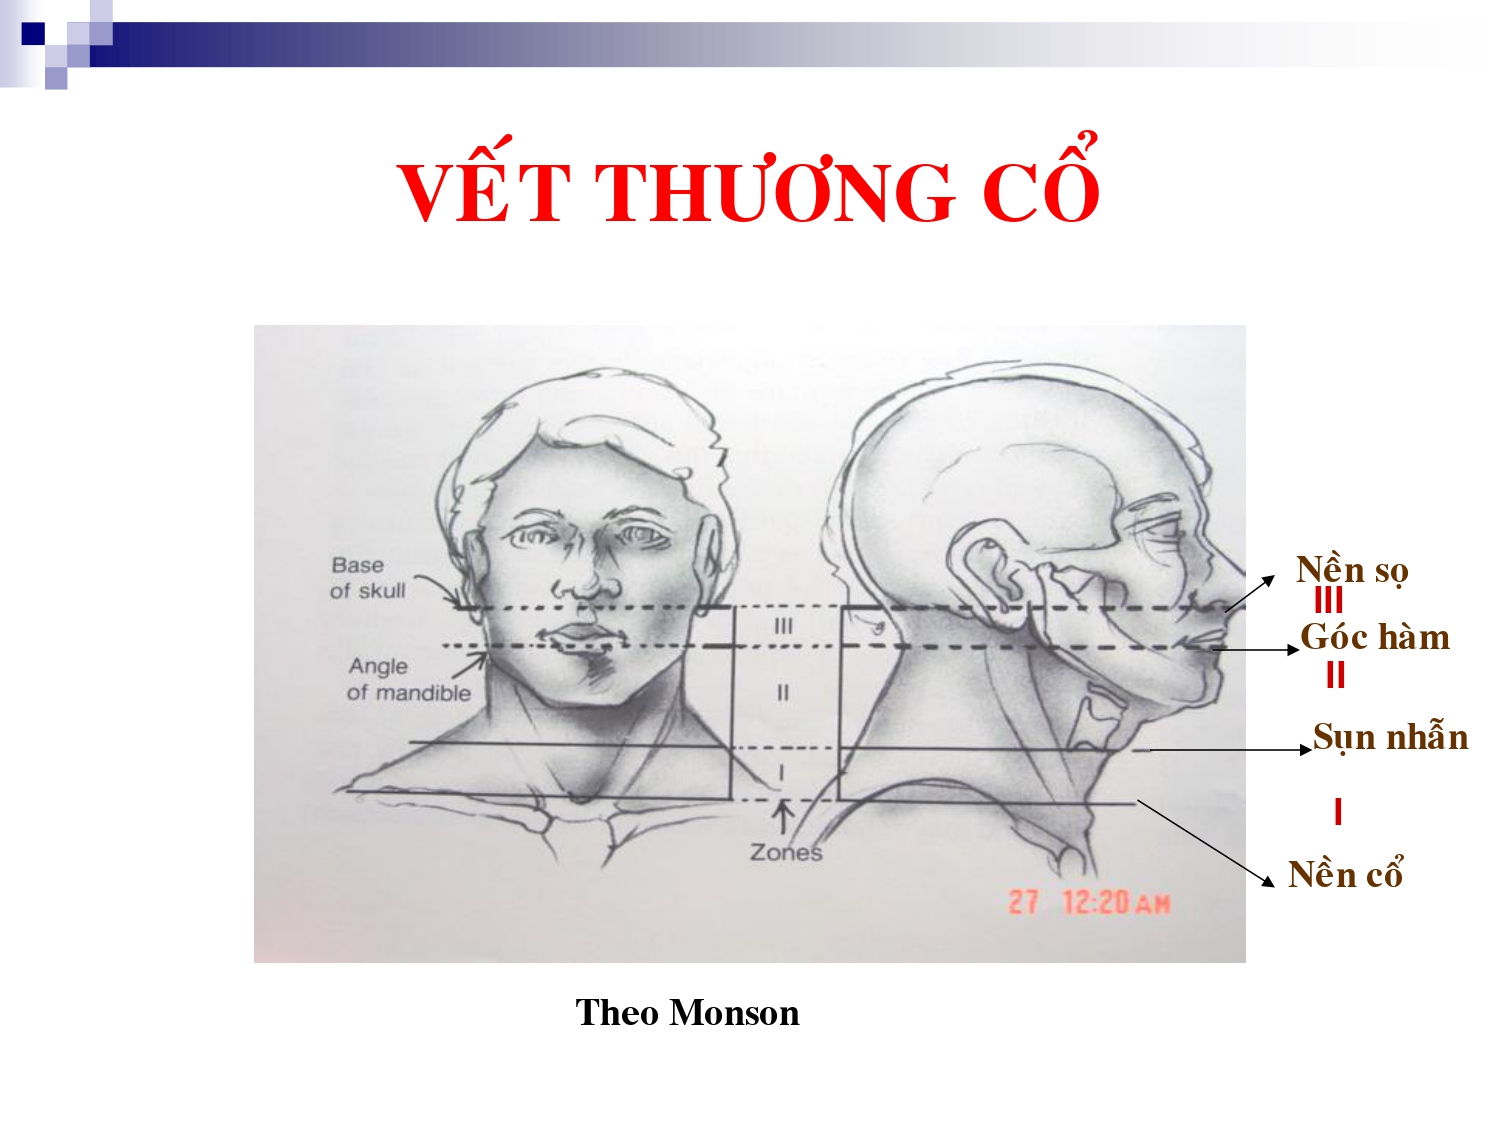 VẾT THƯƠNG CỔ
Base
of skull
Angle
of mandible
III
II
I
Zones
Nền sọ
III
Góc hàm
II
Sụn nhẫn
I
Nền cổ
27 12:20 AM
Theo Monson